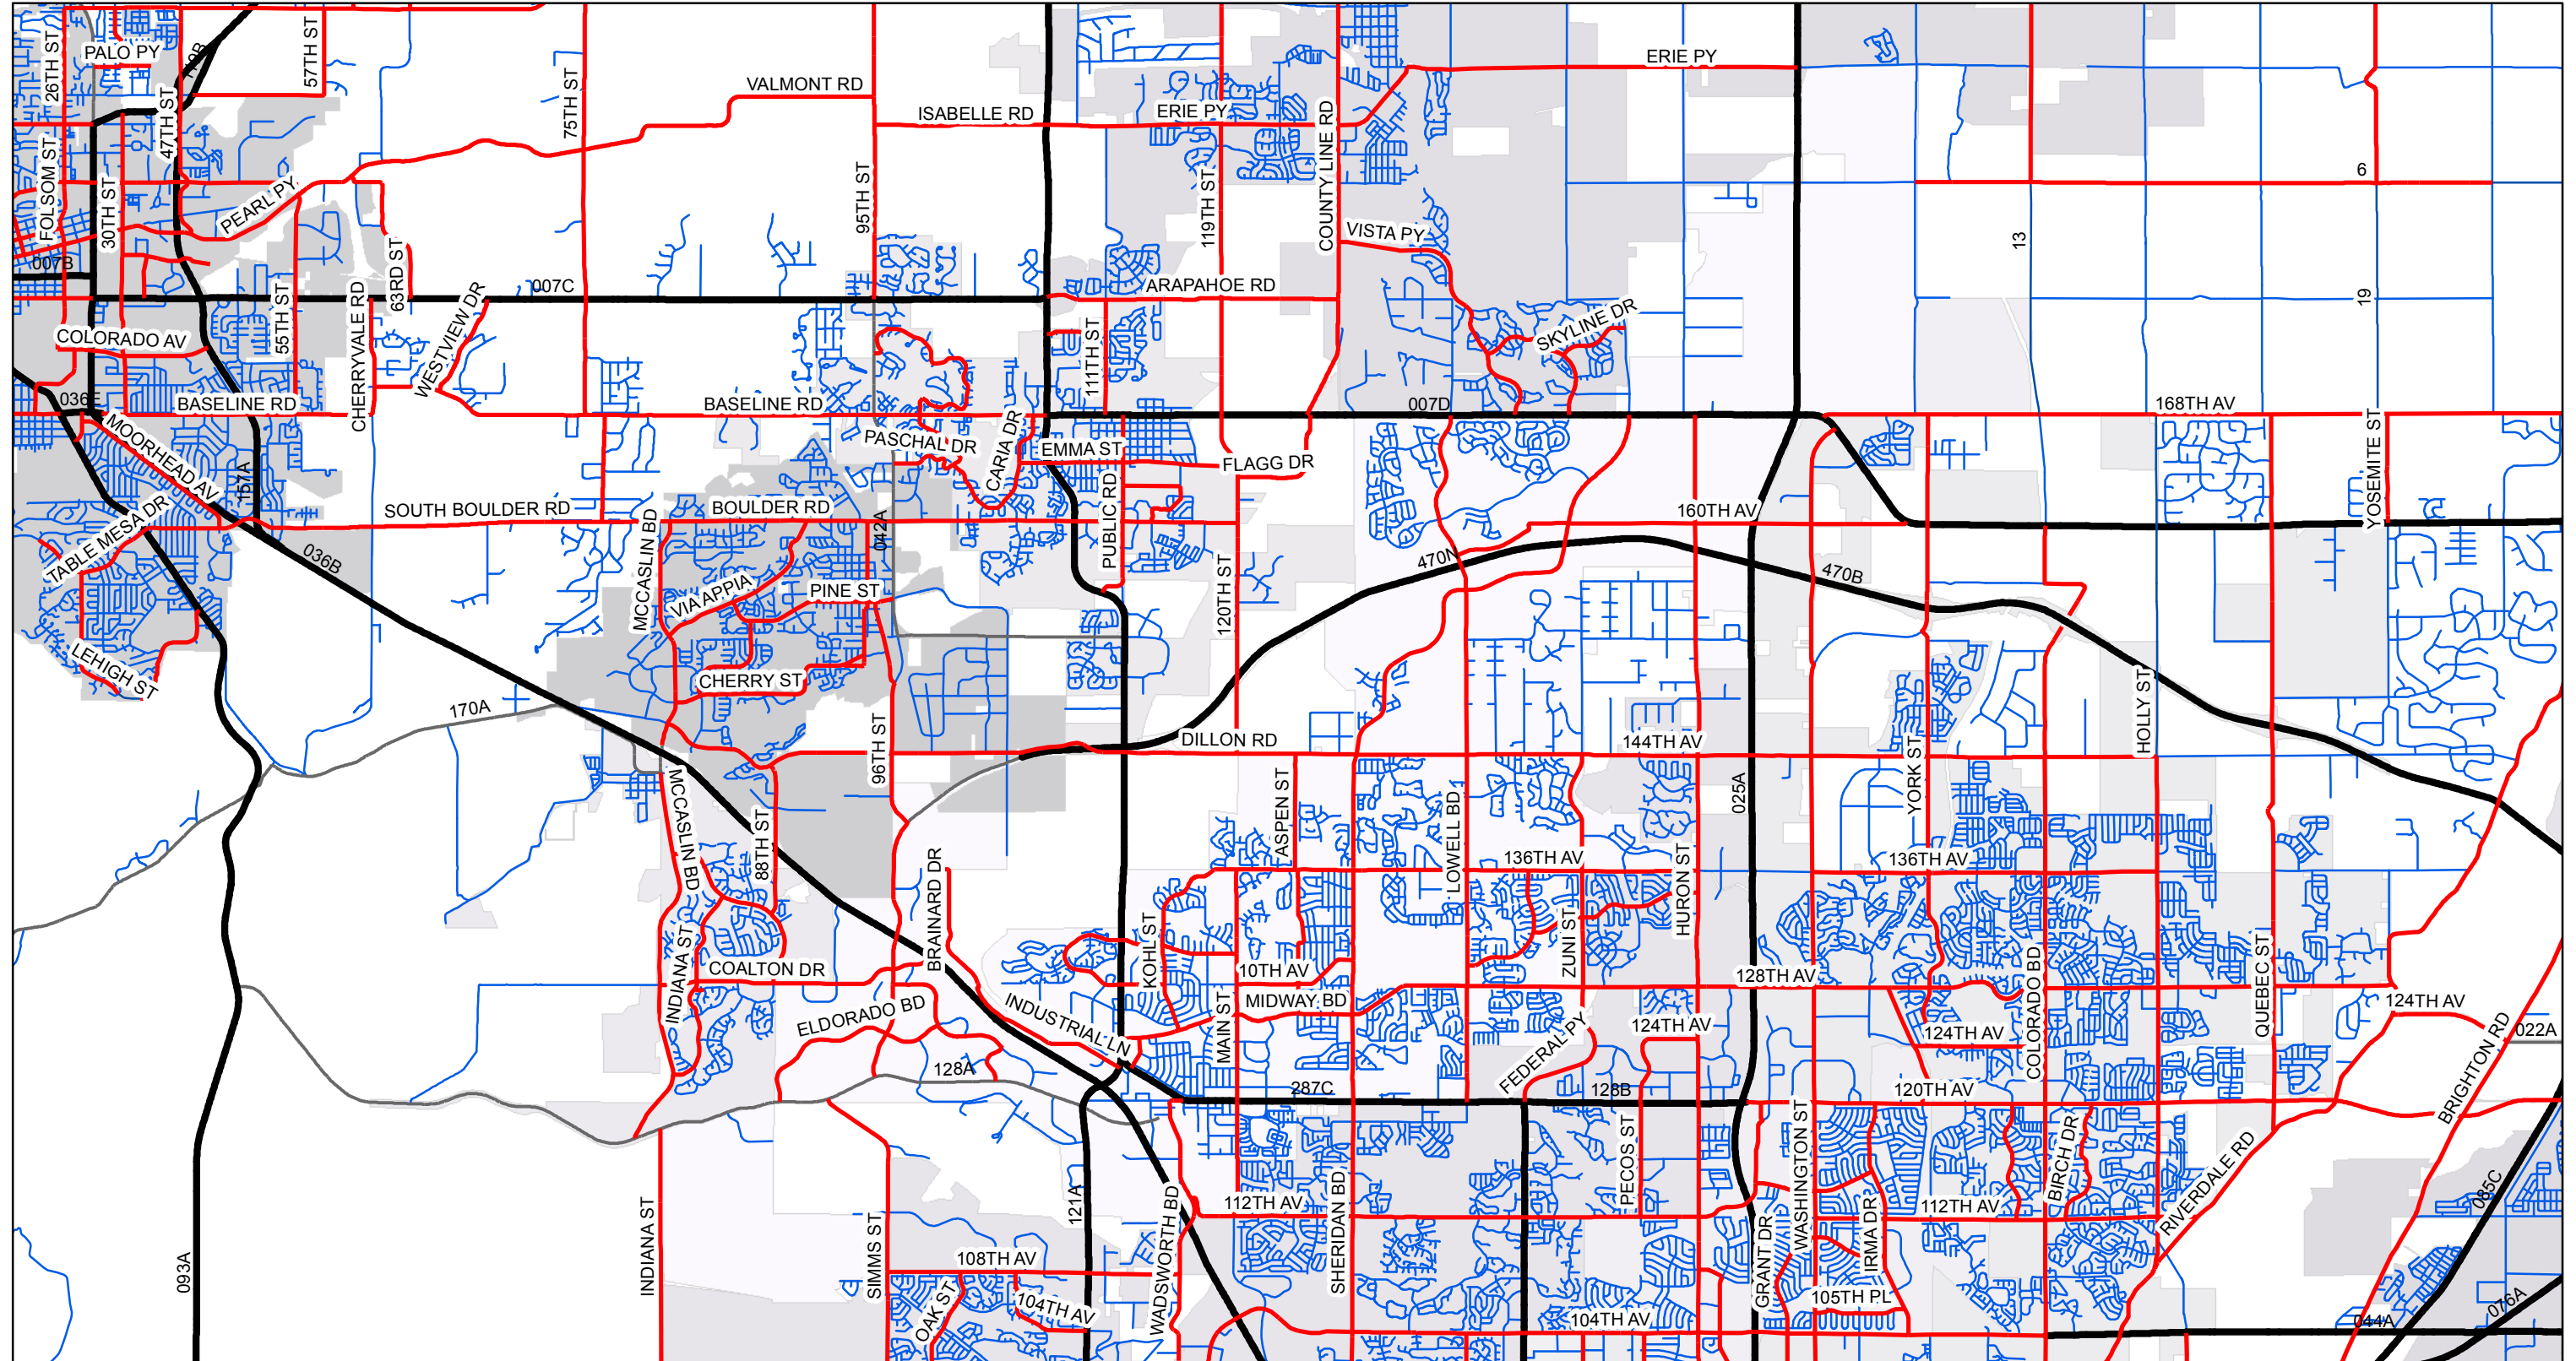 26TH ST
PALO PY
119B
57TH ST
47TH ST
75TH ST
VALMONT RD
ERIE PY
ISABELLE RD
ERIE PY
COUNTY LINE RD
FOLSOM ST
30TH ST
PEARL PY
95TH ST
119TH ST
VISTA PY
6
13
19
007B
63RD ST
007C
ARAPAHOE RD
55TH ST
CHERRYVALE RD
WESTVIEW DR
COLORADO AV
111TH ST
SKYLINE DR
036E
BASELINE RD
BASELINE RD
007D
168TH AV
MOORHEAD AV
PASCHAL DR
CARIA DR
EMMA ST
FLAGG DR
YOSEMITE ST
157A
TABLE MESA DR
SOUTH BOULDER RD
MCCASLIN BD
BOULDER RD
042A
PUBLIC RD
160TH AV
036B
470N
470B
VIA APPIA
PINE ST
120TH ST
LEHIGH ST
CHERRY ST
170A
96TH ST
DILLON RD
144TH AV
YORK ST
HOLLY ST
MCCASLIN BD
88TH ST
ASPEN ST
LOWELL BD
025A
136TH AV
136TH AV
BRAINARD DR
HURON ST
INDIANA ST
COALTON DR
KOHL ST
10TH AV
ZUNI ST
128TH AV
COLORADO BD
QUEBEC ST
ELDORADO BD
INDUSTRIAL LN
MAIN ST
MIDWAY BD
FEDERAL PY
124TH AV
124TH AV
124TH AV
BRIGHTON RD
022A
128A
287C
128B
120TH AV
PECOS ST
WASHINGTON ST
BIRCH DR
RIVERDALE RD
085C
093A
INDIANA ST
SIMMS ST
121A
WADSWORTH BD
112TH AV
SHERIDAN BD
GRANT DR
IRMA DR
112TH AV
108TH AV
OAK ST
104TH AV
104TH AV
105TH PL
076A
044A